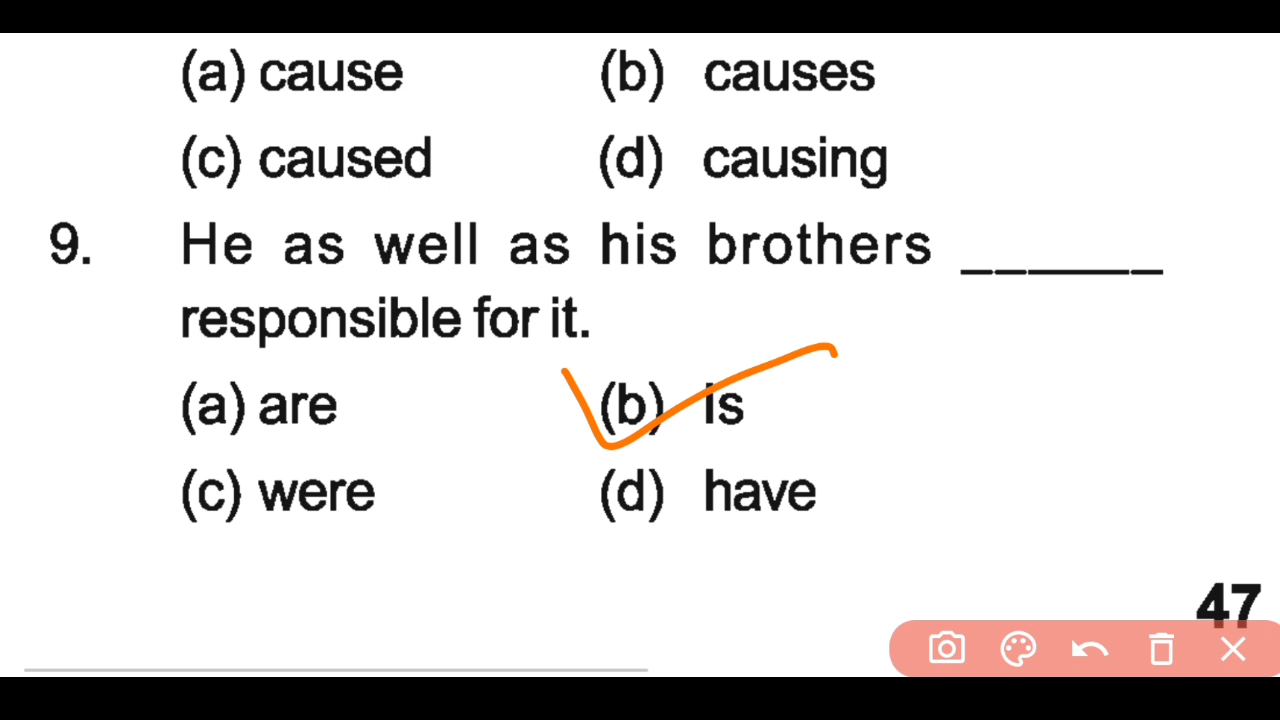 (a) cause (b) causes
(c) caused (d) causing
9. He as well as his brothers ______
responsible for it.
(a) are (b) is
(c) were (d) have
47